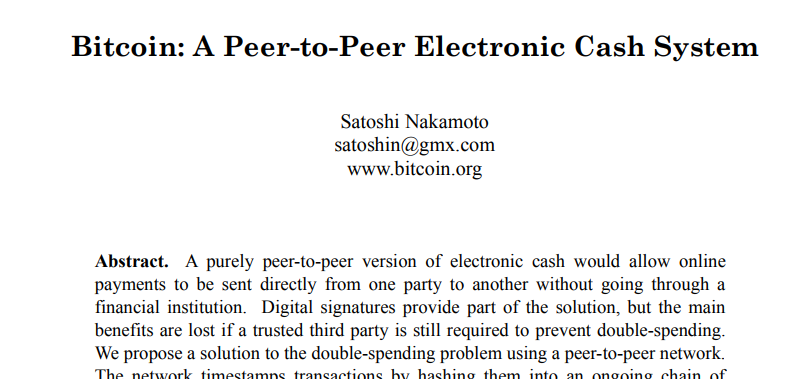 Bitcoin: A Peer-to-Peer Electronic Cash System
Satoshi Nakamoto
satoshin@gmx.com
www.bitcoin.org
Abstract. A purely peer-to-peer version of electronic cash would allow online
payments to be sent directly from one party to another without going through a
financial institution. Digital signatures provide part of the solution, but the main
benefits are lost if a trusted third party is still required to prevent double-spending.
We propose a solution to the double-spending problem using a peer-to-peer network.
The network timestamps transactions by hashing them into an ongoing chain of